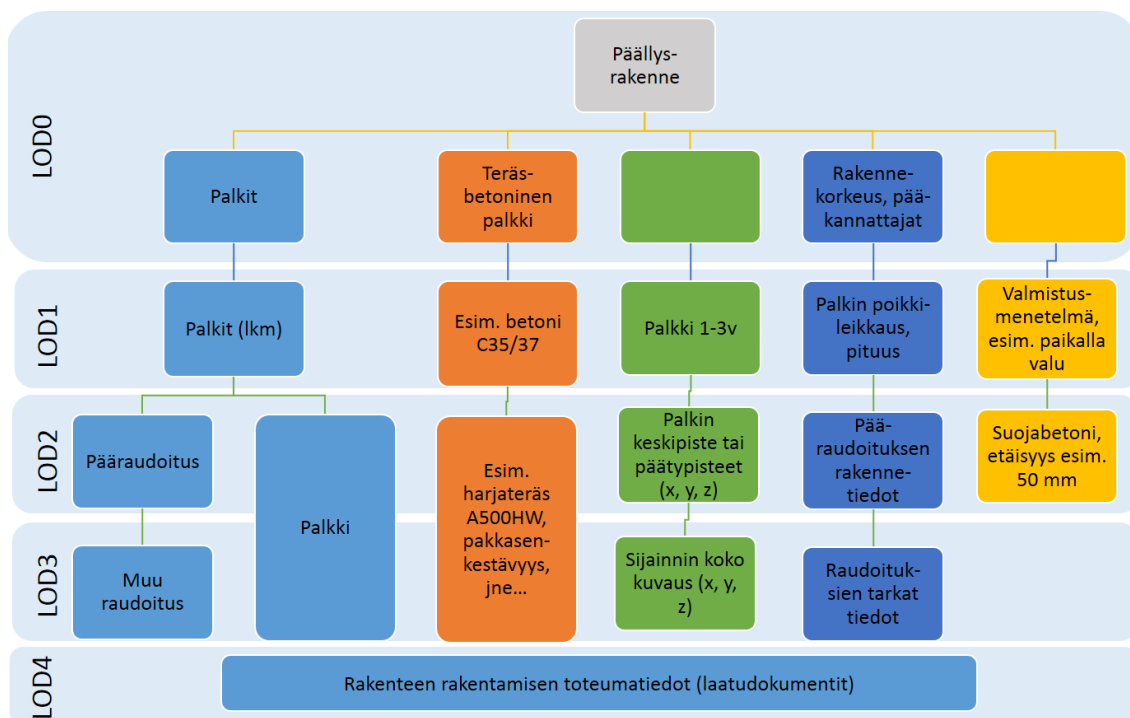 LOD0
Päällys-
rakenne
Palkit
Teräs-
betoninen
palkki
Rakenne-
korkeus, pää-
kannattajat
LOD1
Palkit (lkm)
Esim. betoni
C35/37
Palkki 1-3v
Palkin poikki-
leikkaus,
pituus
Valmistus-
menetelmä,
esim. paikalla
valu
LOD2
Pääraudoitus
Palkki
Esim.
harjateräs
A500HW,
pakkasen-
kestävyys,
jne...
Palkin
keskipiste tai
päätypisteet
(x, y, z)
Pää-
raudoituksen
rakenne-
tiedot
Suojabetoni,
etäisyys esim.
50 mm
LOD3
Muu
raudoitus
Sijainnin koko
kuvaus (x, y,
z)
Raudoituk-
sien tarkat
tiedot
LOD4
Rakenteen rakentamisen toteumatiedot (laatudokumentit)